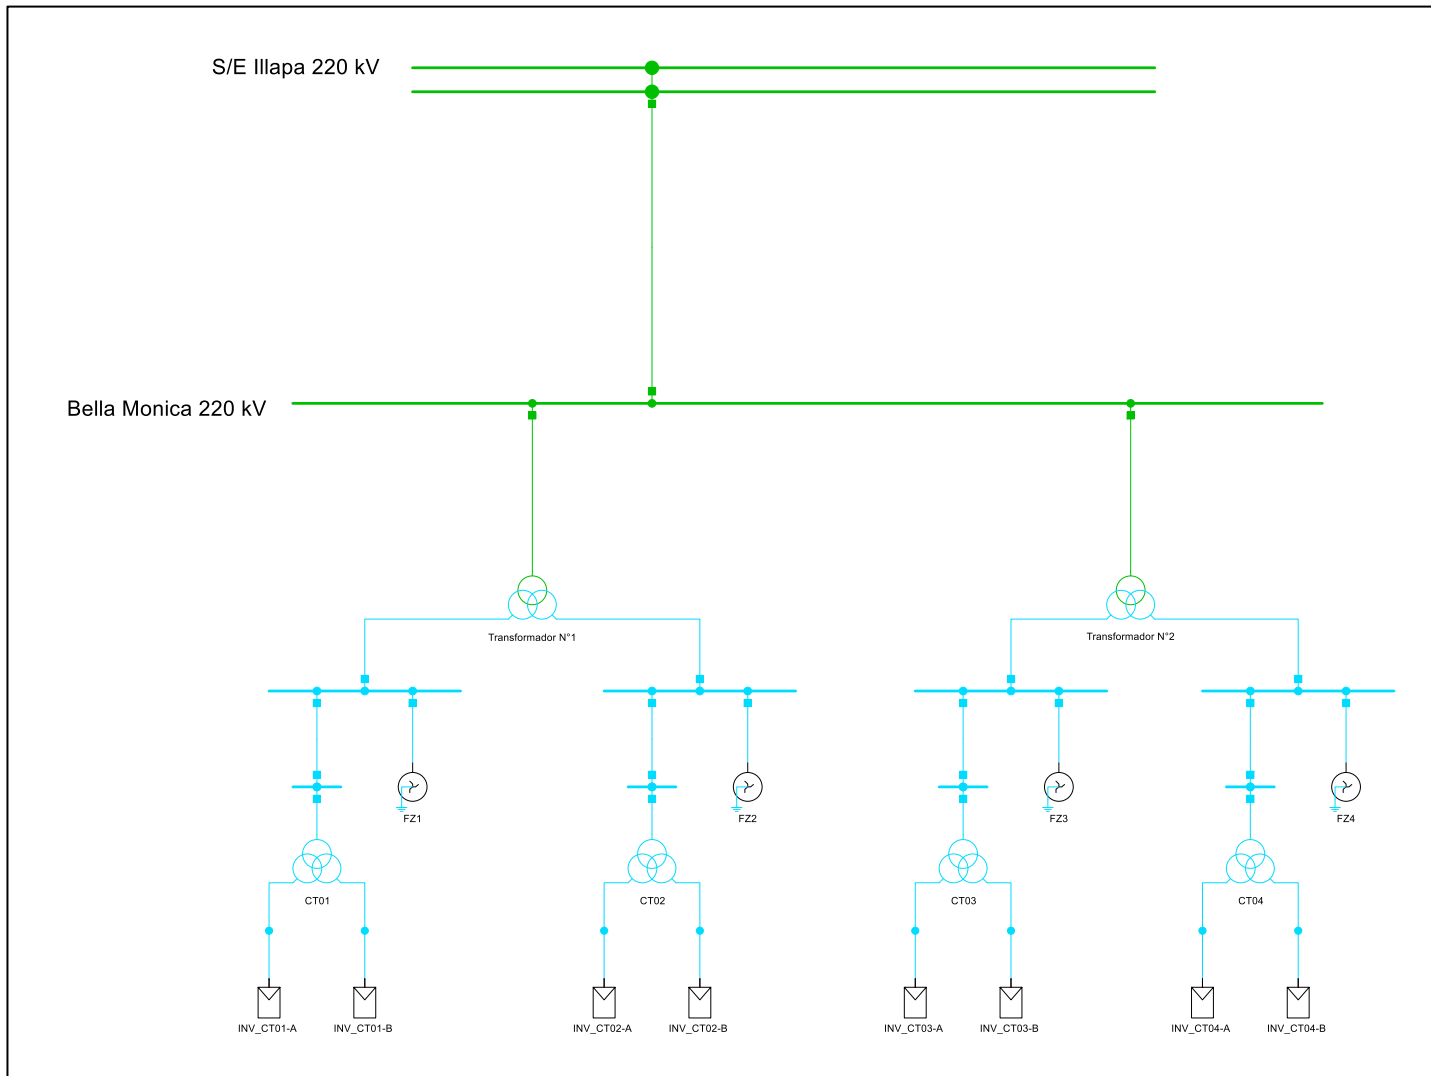 S/E Illapa 220 kV
Bella Monica 220 kV
Transformador N°1
Transformador N°2
FZ1
FZ2
FZ3
FZ4
CT01
CT02
CT03
CT04
INV_CT01-A
INV_CT01-B
INV_CT02-A
INV_CT02-B
INV_CT03-A
INV_CT03-B
INV_CT04-A
INV_CT04-B